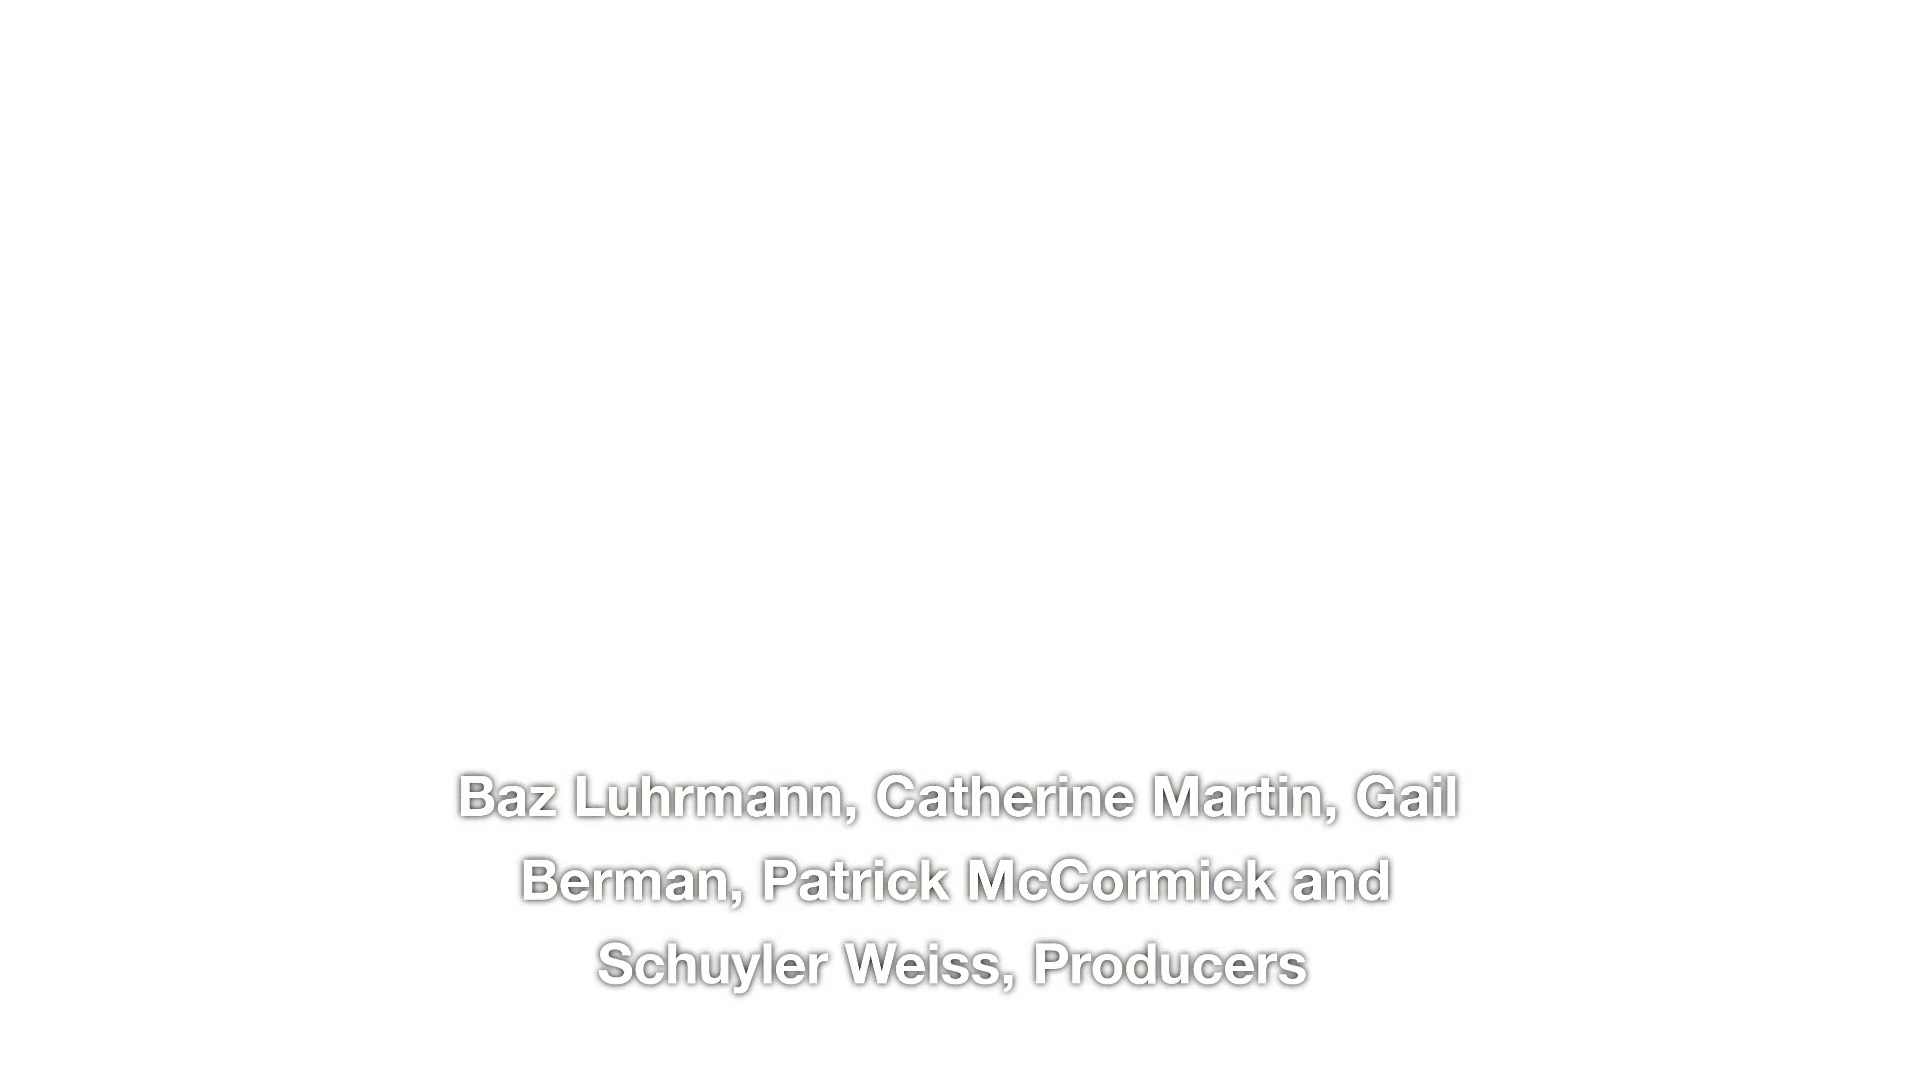 Baz Luhrmann, Catherine Martin, Gail
Berman, Patrick McCormick and
Schuyler Weiss, Producers